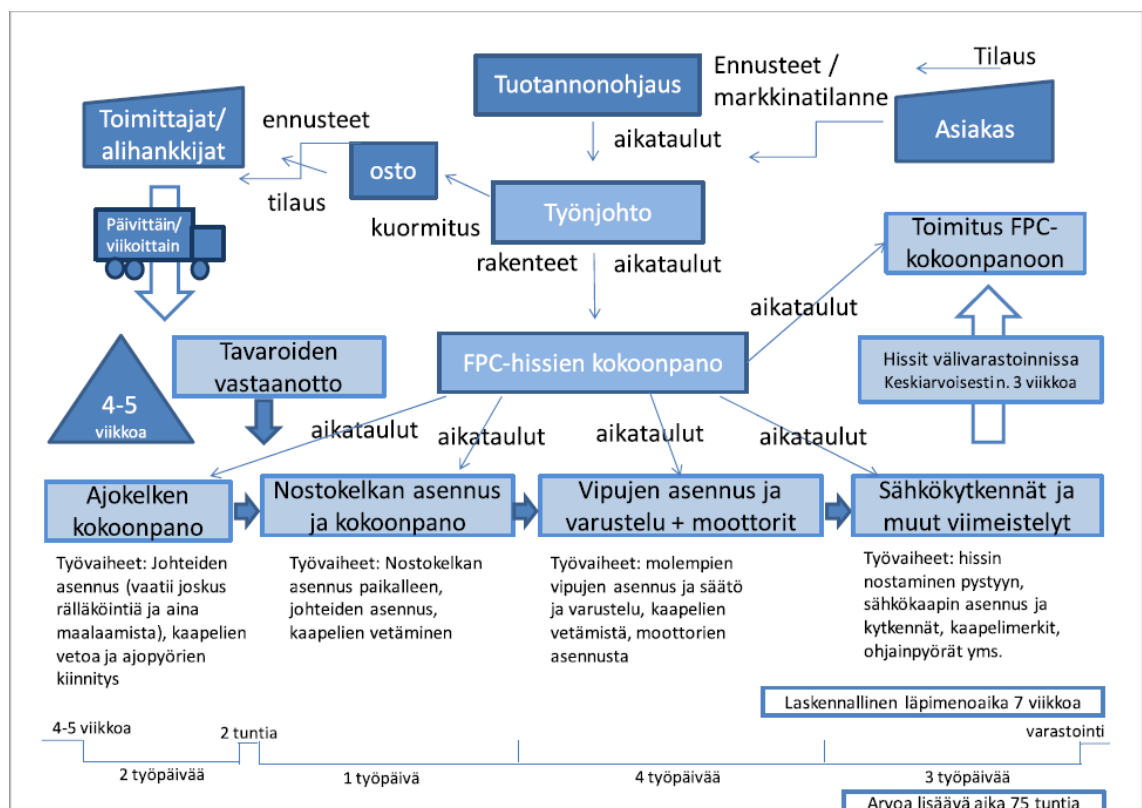 Tilaus
Tuotannonohjaus
Ennusteet /
markkinatilanne
Asiakas
Toimittajat/
alihankkijat
ennusteet
osto
tilaus
aikataulut
Työnjohto
kuormitus
Päivittäin/
viikoittain
Toimitus FPC-
kokoonpanoon
rakenteet
aikataulut
aikataulut
Tavaroiden
vastaanotto
FPC-hissien kokoonpano
Hissit välivarastoinnissa
Keskiarvoisesti n. 3 viikkoa
4-5
viikkoa
aikataulut
aikataulut
aikataulut
aikataulut
Ajokelken
kokoonpano
Nostokelkan asennus
ja kokoonpano
Vipujen asennus ja
varustelu + moottorit
Sähkökytkennät ja
muut viimeistelyt
Työvaiheet: Johteiden
asennus (vaatii joskus
rälläköintiä ja aina
maalaamista), kaapelien
vetoa ja ajopyörien
kiinnitys
Työvaiheet: Nostokelkan
asennus paikalleen,
johteiden asennus,
kaapelien vetäminen
Työvaiheet: molempien
vipujen asennus ja säätö
ja varustelu, kaapelien
vetämistä, moottorien
asennusta
Työvaiheet: hissin
nostaminen pystyyn,
sähkökaapin asennus ja
kytkennät, kaapelimerkit,
ohjainpyörät yms.
Laskennallinen läpimenoaika 7 viikkoa
4-5 viikkoa
2 tuntia
varastointi
2 työpäivää
1 työpäivä
4 työpäivää
3 työpäivää
Arvoa lisäävä aika 75 tuntia